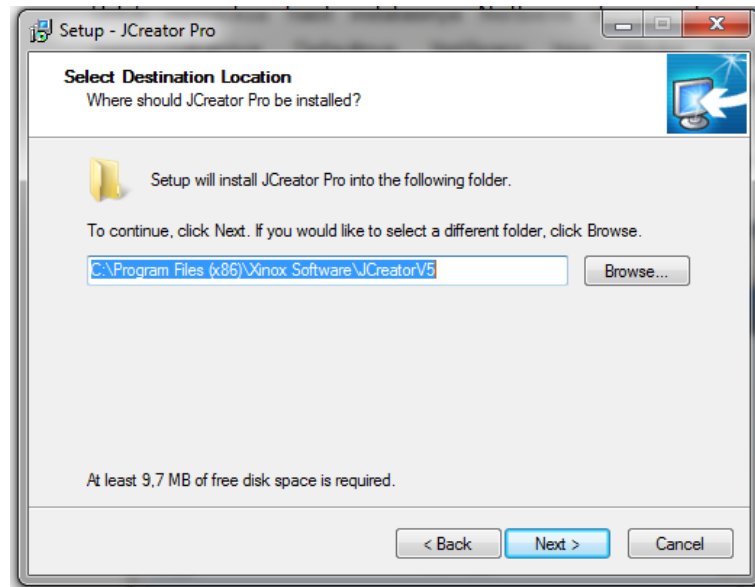 Setup - JCreator Pro
Select Destination Location
Where should JCreator Pro be installed?
Setup will install JCreator Pro into the following folder.
To continue, click Next. If you would like to select a different folder, click Browse.
C:\Program Files (x86)\Xinox Software\JCreatorV5
Browse...
At least 9,7 MB of free disk space is required.
< Back
Next >
Cancel